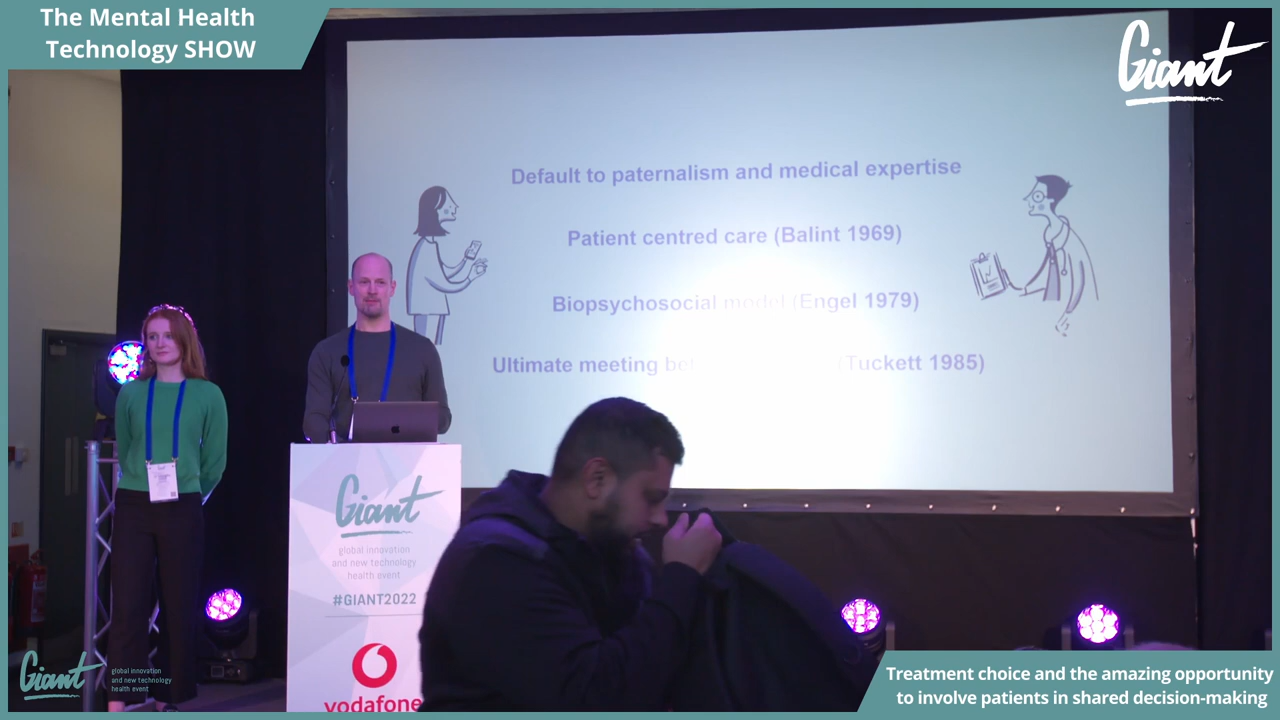 The Mental Health
Technology SHOW
Giant
Default to paternalism and medical expertise
Patient centred care (Balint 1969)
Biopsychosocial model (Engel 1979)
Ultimate meeting (Tuckett 1985)
Giant
global innovation
and new technology
health event
#GIANT2022
vodafone
Giant
global innovation
and new technology
health event
Treatment choice and the amazing opportunity
to involve patients in shared decision-making